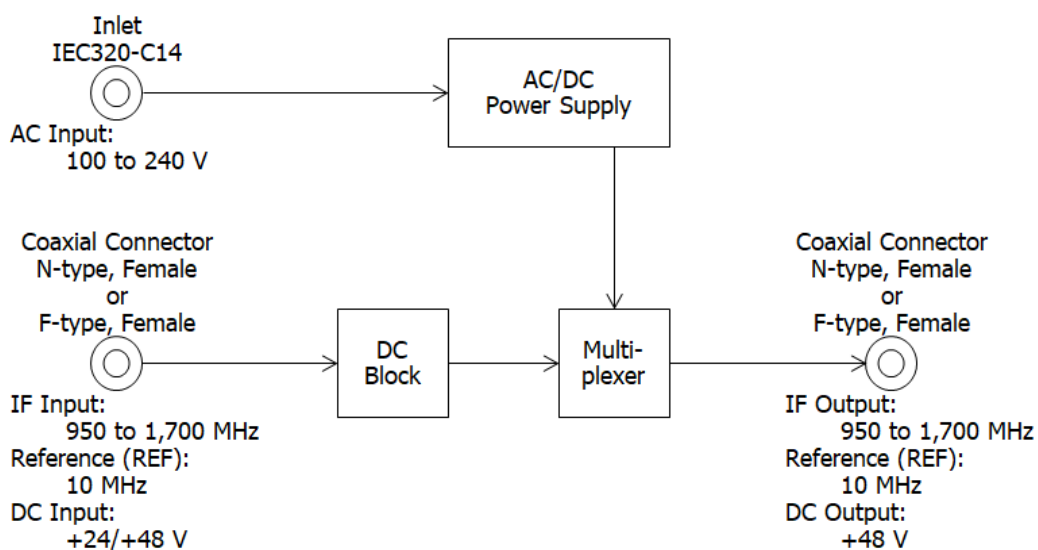 Inlet
IEC320-C14
AC Input:
100 to 240 V
AC/DC
Power Supply
Coaxial Connector
N-type, Female
or
F-type, Female
IF Input:
950 to 1,700 MHz
Reference (REF):
10 MHz
DC Input:
+24/+48 V
DC
Block
Multi-
plexer
Coaxial Connector
N-type, Female
or
F-type, Female
IF Output:
950 to 1,700 MHz
Reference (REF):
10 MHz
DC Output:
+48 V